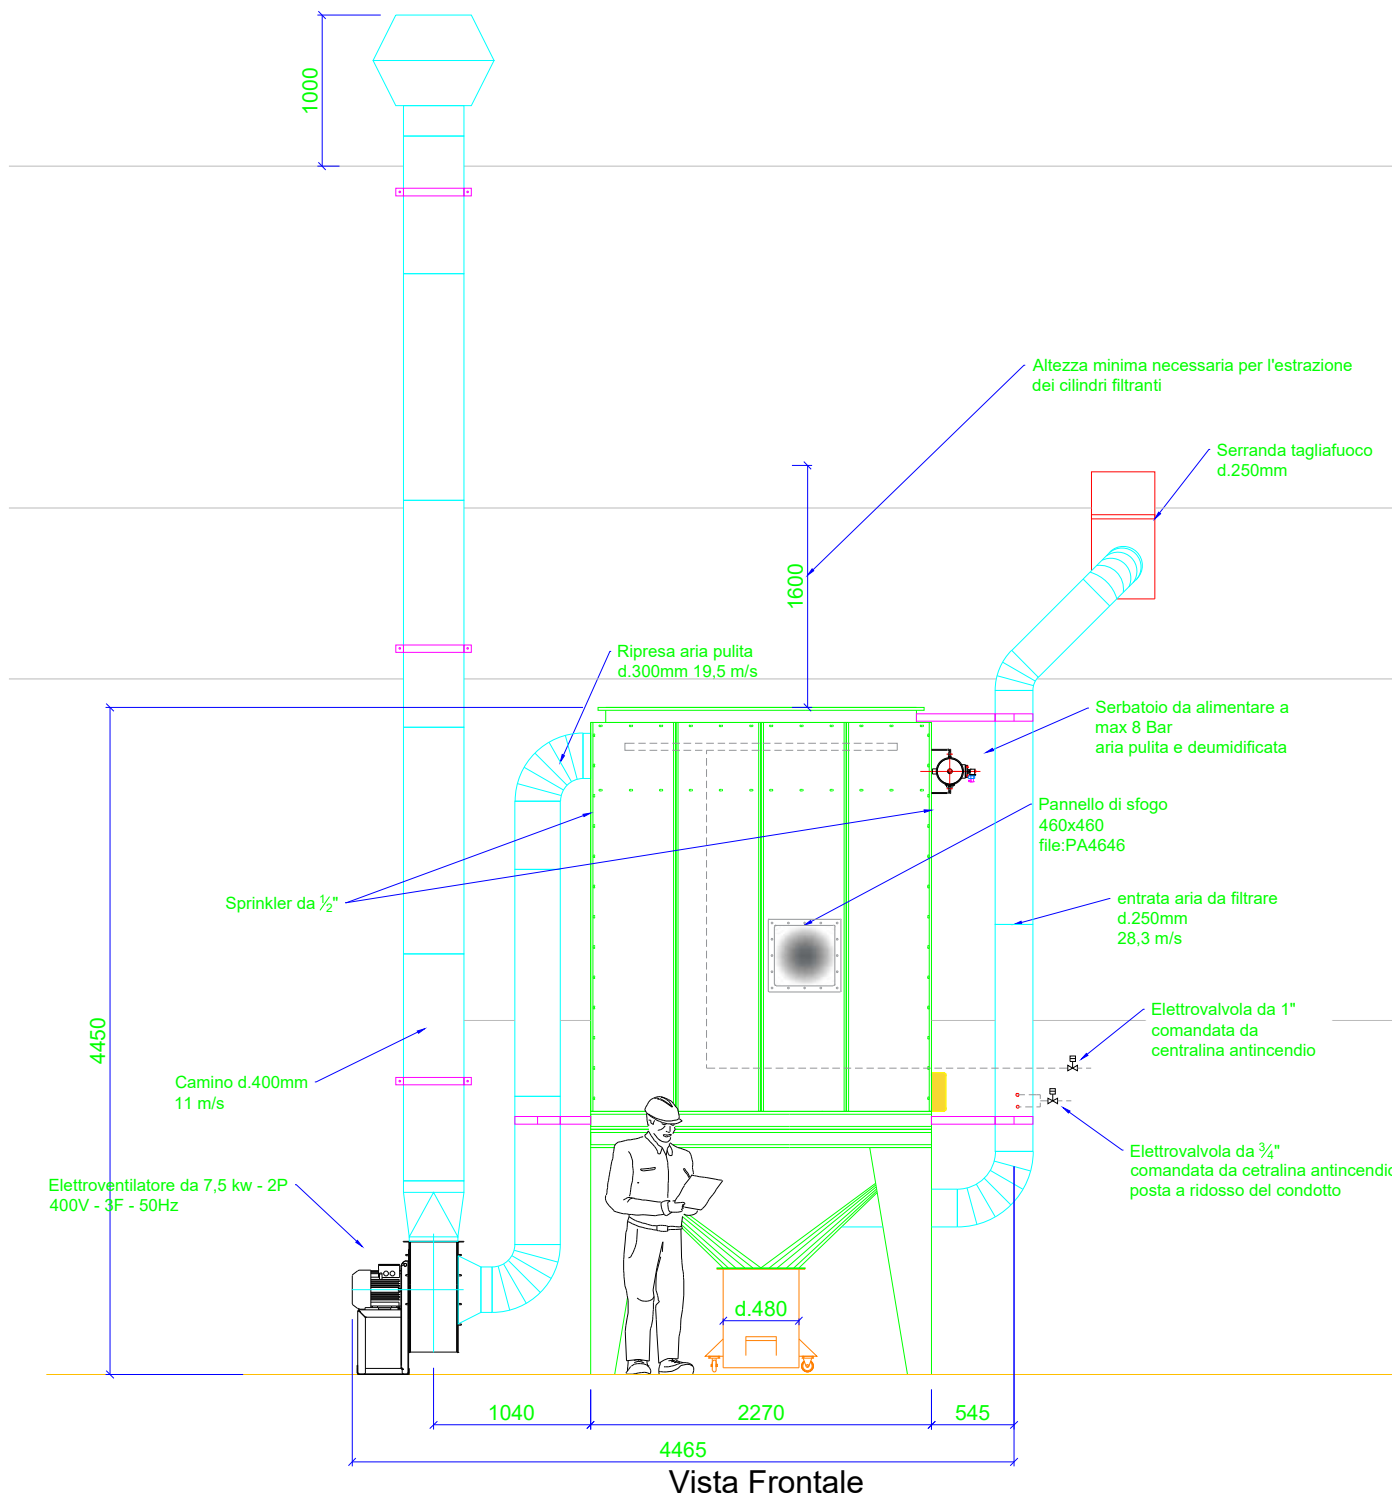 1000
Altezza minima necessaria per l'estrazione
dei cilindri filtranti
Serranda tagliafuoco
d.250mm
1600
Ripresa aria pulita
d.300mm 19,5 m/s
Serbatoio da alimentare a
max 8 Bar
aria pulita e deumidificata
Pannello di sfogo
460x460
file:PA4646
Sprinkler da ½"
entrata aria da filtrare
d.250mm
28,3 m/s
4450
Elettrovalvola da 1"
comandata da
centralina antincendio
Camino d.400mm
11 m/s
Elettrovalvola da ¾"
comandata da cetralina antincendio
posta a ridosso del condotto
Elettroventilatore da 7,5 kw - 2P
400V - 3F - 50Hz
d.480
1040
2270
545
4465
Vista Frontale